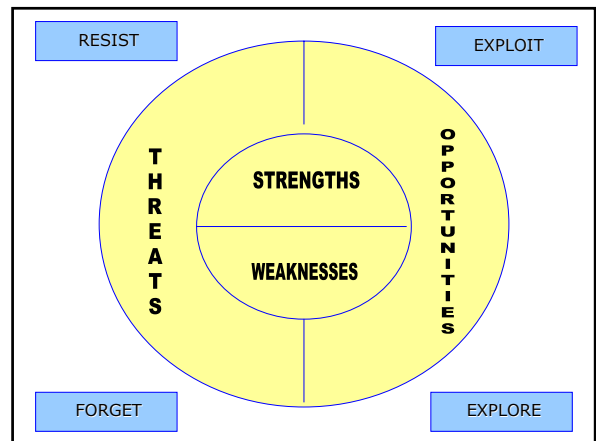 RESIST
EXPLOIT
THREATS
STRENGTHS
WEAKNESSES
OPPORTUNITIES
FORGET
EXPLORE